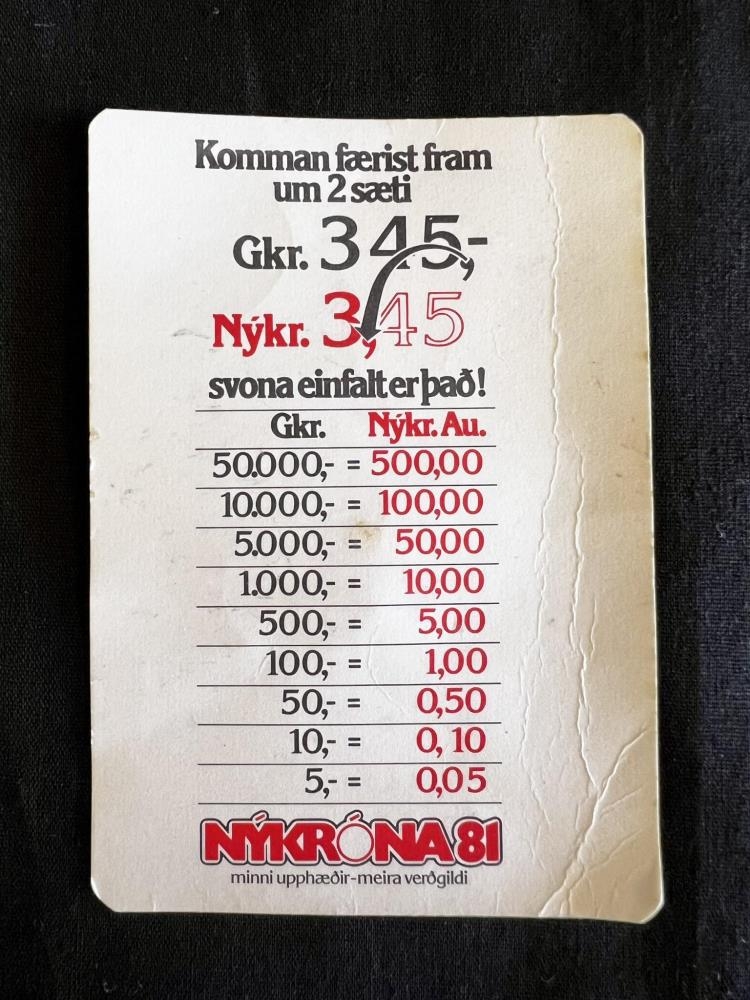 Komman færist fram
um 2 sæti
Gkr. 345,-
Nýkr. 3,45
svona einfalt er það!
Gkr. Nýkr. Au.
50.000,- = 500,00
10.000,- = 100,00
5.000,- = 50,00
1.000,- = 10,00
500,- = 5,00
100,- = 1,00
50,- = 0,50
10,- = 0,10
5,- = 0,05
NÝKRÓNA 81
minni upphæðir-meira verðgildi